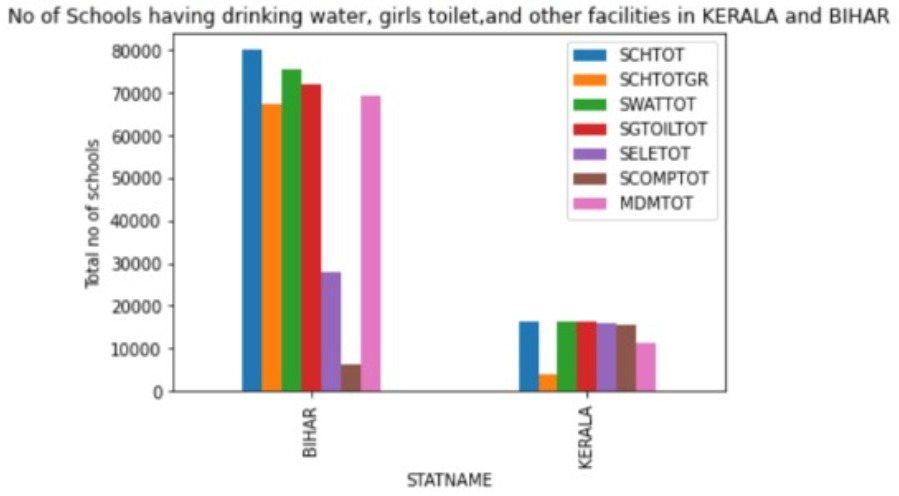 No of Schools having drinking water, girls toilet,and other facilities in KERALA and BIHAR
80000
70000
60000
50000
40000
30000
20000
10000
0
Total no of schools
SCHTOT
SCHTOTGR
SWATTOT
SGTOILTOT
SELETOT
SCOMPTOT
MDMTOT
BIHAR
KERALA
STATNAME